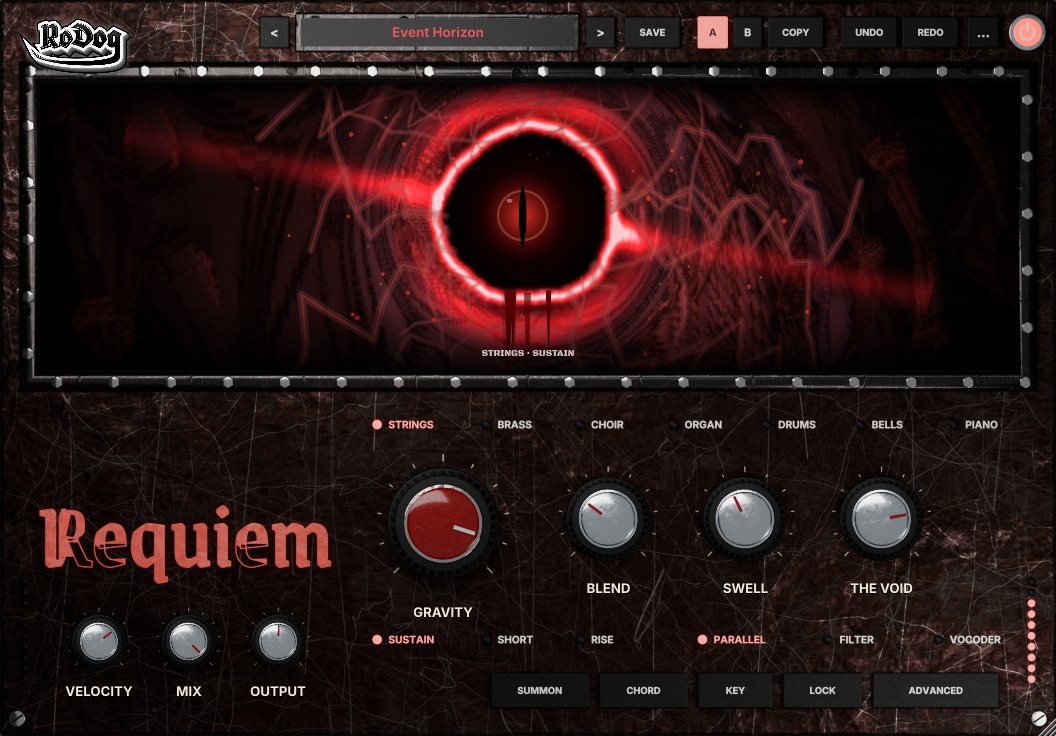 RoDog
< Event Horizon > SAVE A B COPY UNDO REDO ...
STRINGS · SUSTAIN
STRINGS BRASS CHOIR ORGAN DRUMS BELLS PIANO
Requiem
BLEND SWELL THE VOID
GRAVITY
SUSTAIN SHORT RISE PARALLEL FILTER VOCODER
VELOCITY MIX OUTPUT
SUMMON CHORD KEY LOCK ADVANCED